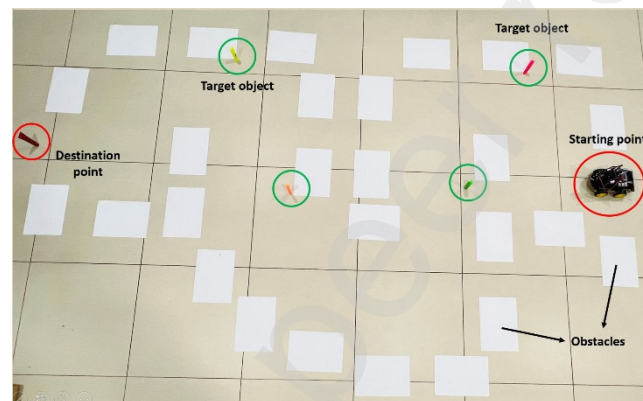 Target object
Target object
Starting point
Destination
point
Obstacles